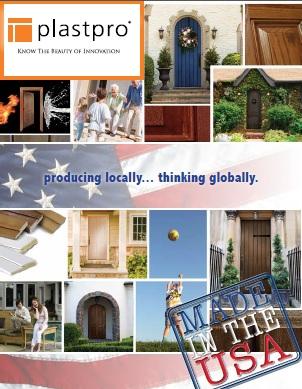 plastpro®
KNOW THE BEAUTY OF INNOVATION
producing locally... thinking globally.
MADE
IN THE
USA